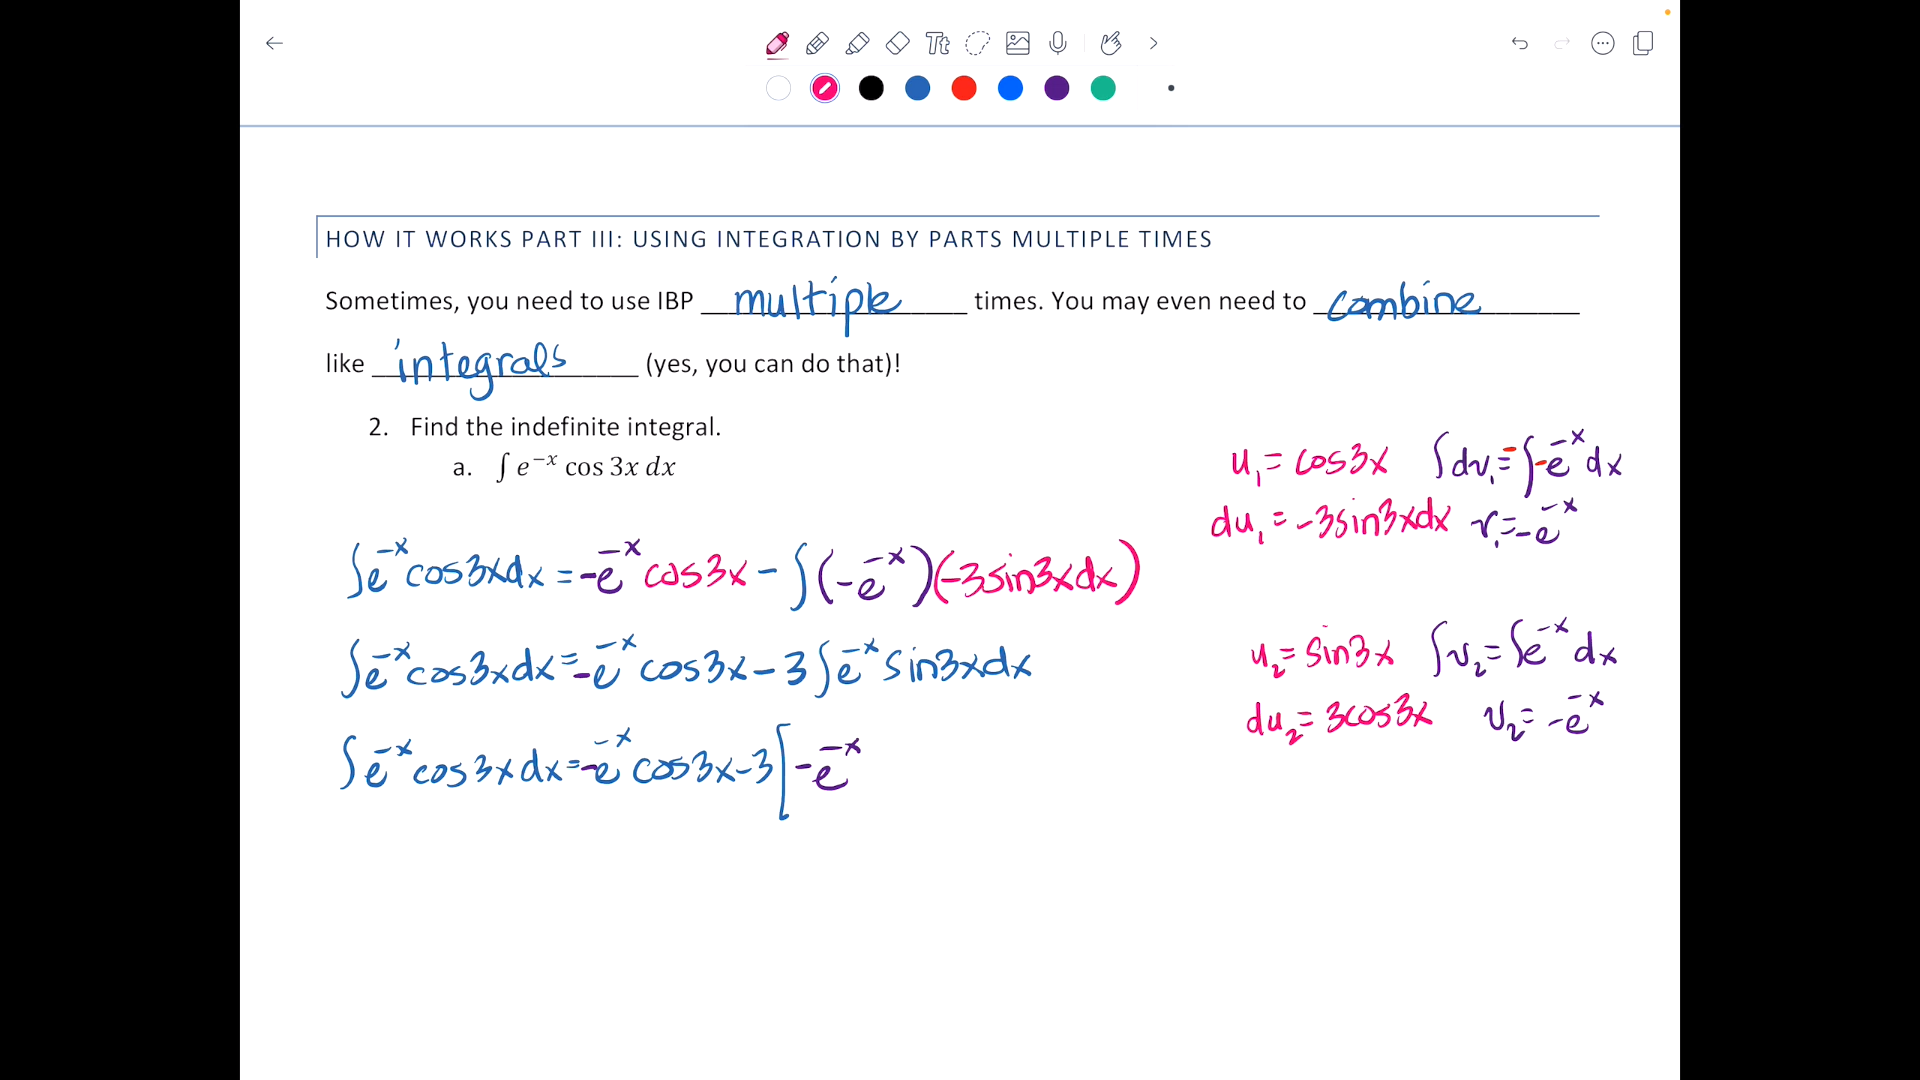 Tt
HOW IT WORKS PART III: USING INTEGRATION BY PARTS MULTIPLE TIMES
Sometimes, you need to use IBP multiple times. You may even need to combine
like integrals (yes, you can do that)!
2. Find the indefinite integral.
a. ∫ e^{-x} cos 3x dx
u₁ = cos3x ∫dv₁ = ∫-e^{-x}dx
du₁ = -3sin3xdx v₁ = -e^{-x}
∫e^{-x}cos3xdx = -e^{-x}cos3x - ∫(-e^{-x})(-3sin3xdx)
u₂ = sin3x ∫v₂ = ∫e^{-x}dx
∫e^{-x}cos3xdx = -e^{-x}cos3x - 3∫e^{-x}sin3xdx
du₂ = 3cos3x v₂ = -e^{-x}
∫e^{-x}cos3xdx = -e^{-x}cos3x - 3[-e^{-x}